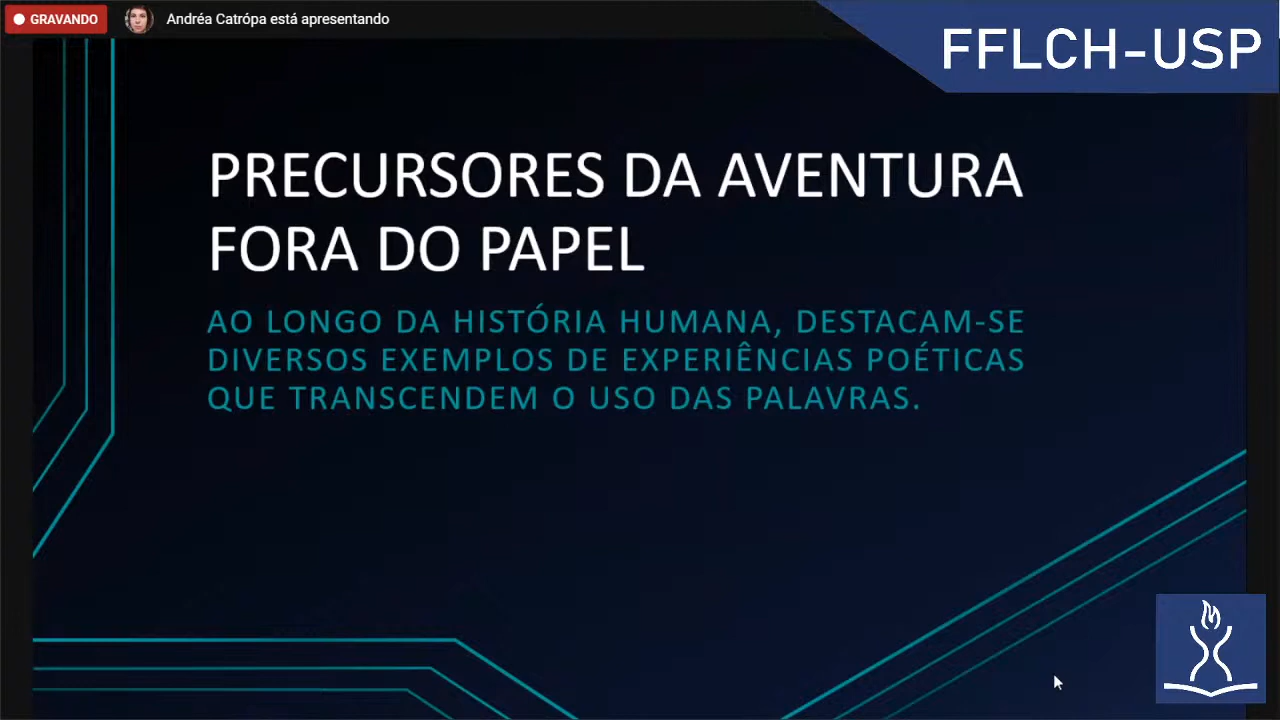 GRAVANDO
Andréa Catrópa está apresentando
FFLCH-USP
PRECURSORES DA AVENTURA
FORA DO PAPEL
AO LONGO DA HISTÓRIA HUMANA, DESTACAM-SE
DIVERSOS EXEMPLOS DE EXPERIÊNCIAS POÉTICAS
QUE TRANSCENDEM O USO DAS PALAVRAS.